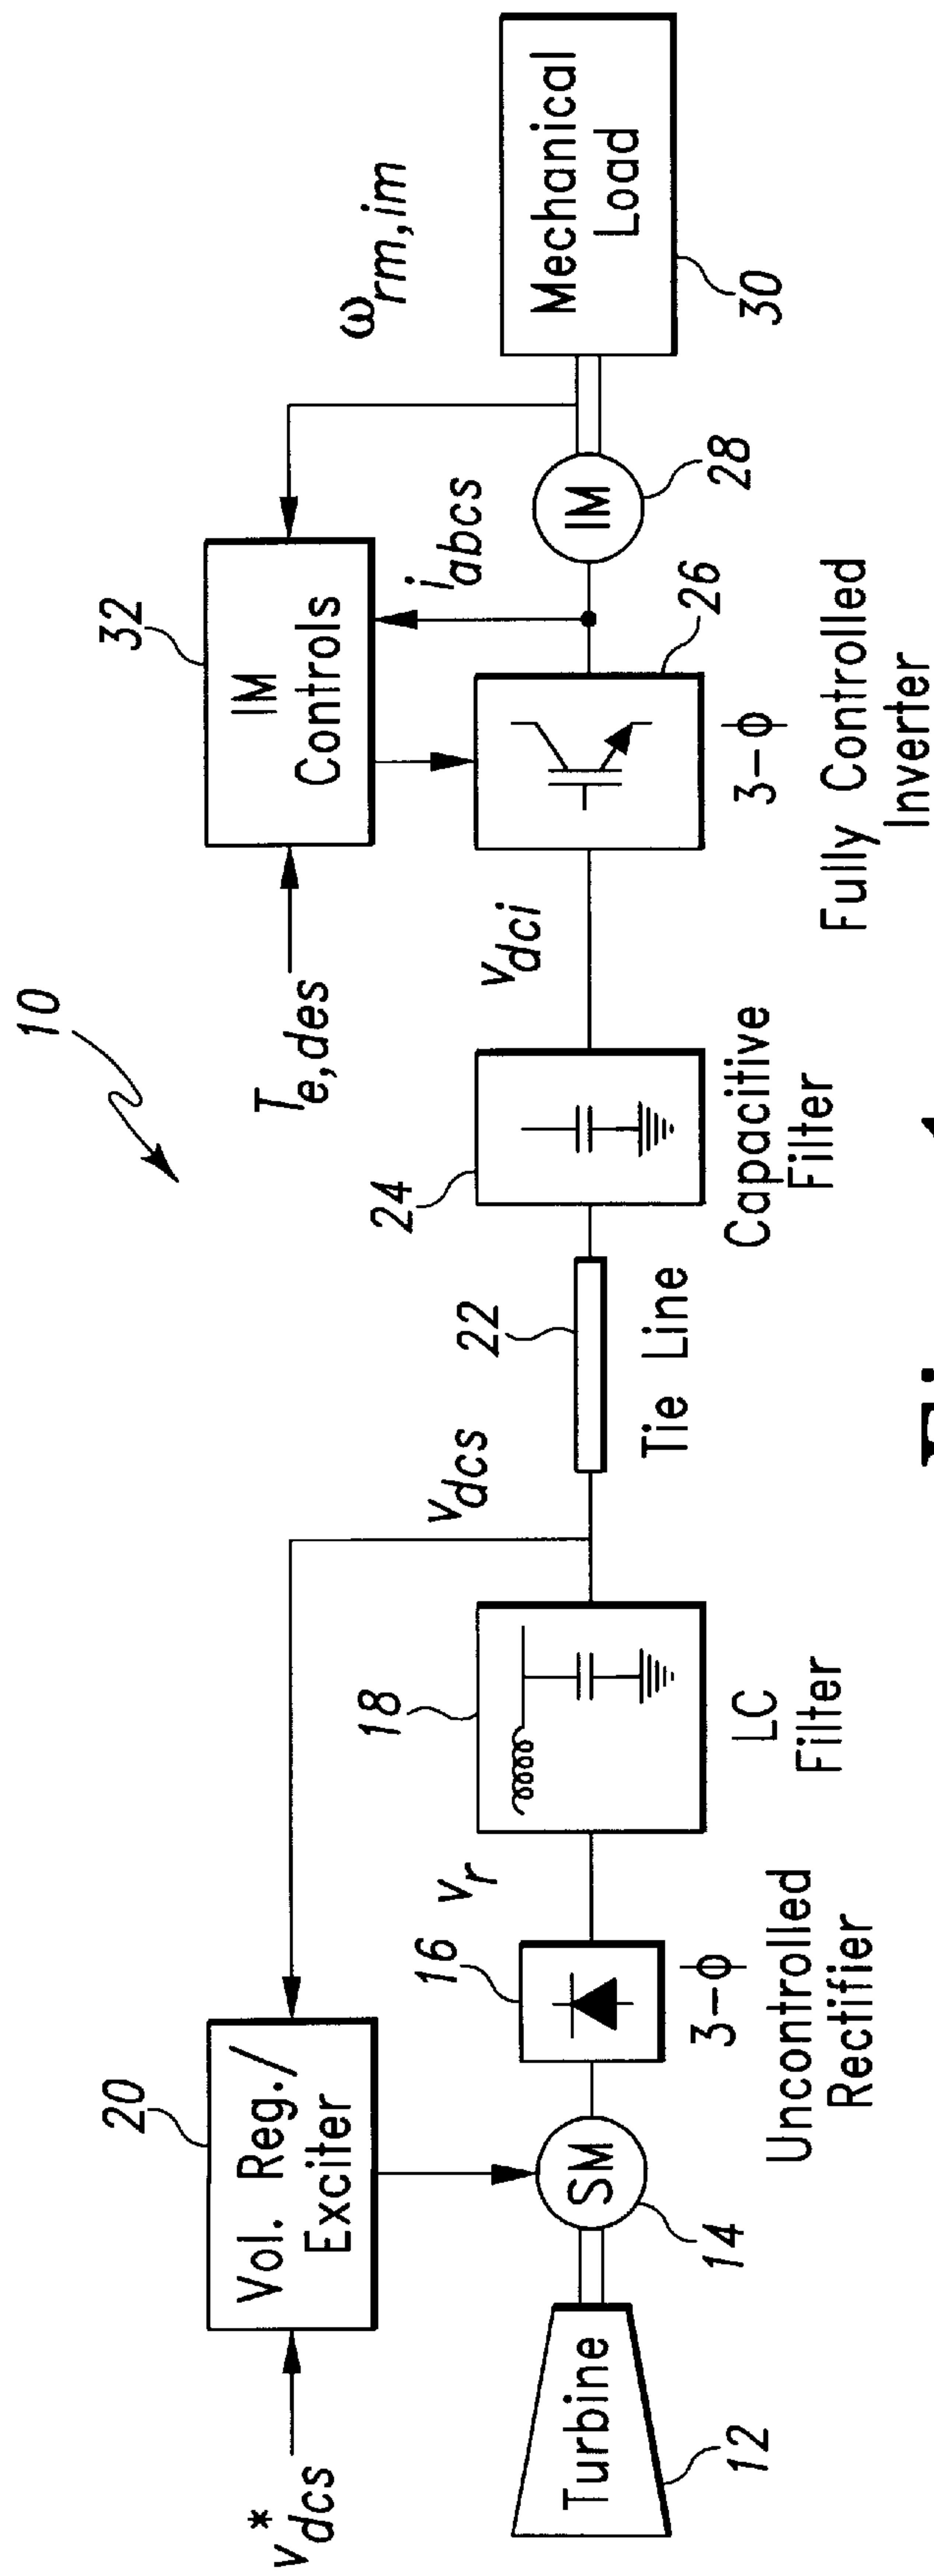 10
20
Vol. Reg./
Exciter
v*dcs
vdcs
32
IM
Controls
Te,des
iabcs
ωrm,im
Turbine
12
SM
14
16
3-ϕ
Uncontrolled
Rectifier
vr
18
LC
Filter
22
Tie Line
24
Capacitive
Filter
vdci
26
3-ϕ
Fully Controlled
Inverter
IM
28
Mechanical
Load
30